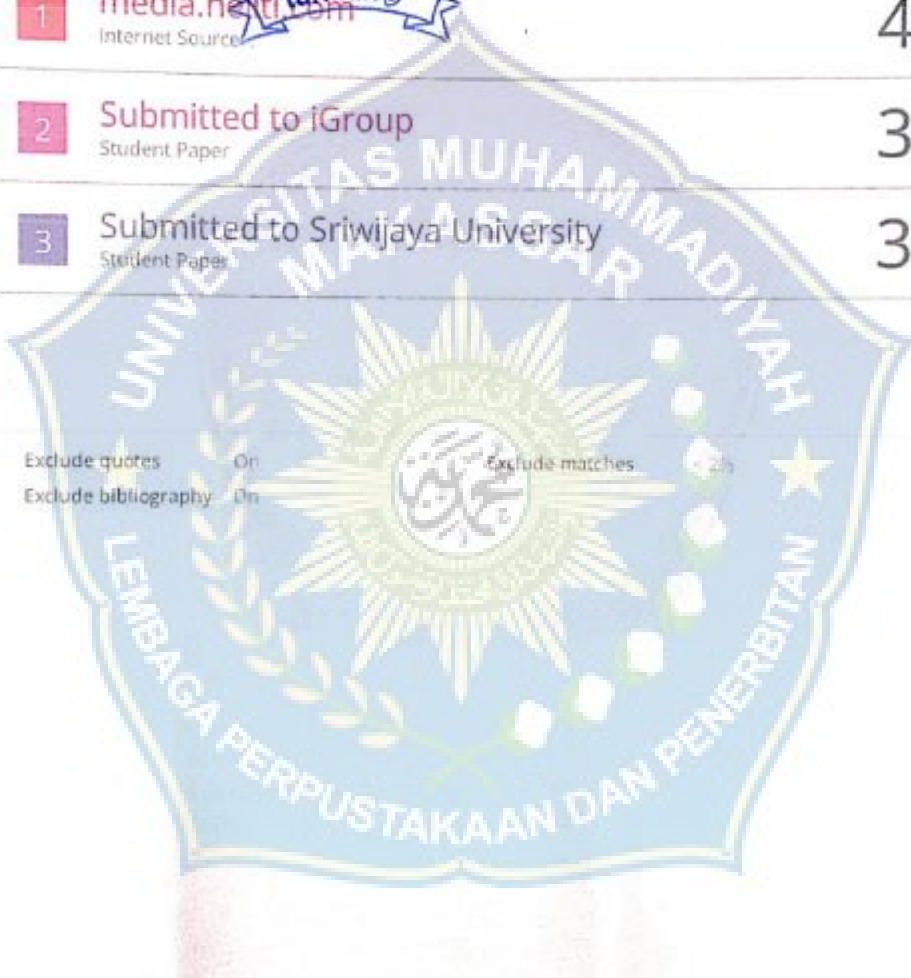 1
Internet Source
4
2
Submitted to iGroup
3
Student Paper
3
Submitted to Sriwijaya University
3
Student Paper
UNIVERSITAS MUHAMMADIYAH
MAKASSAR
Exclude quotes On
Exclude matches
Exclude bibliography On
LEMBAGA PERPUSTAKAAN DAN PENERBITAN